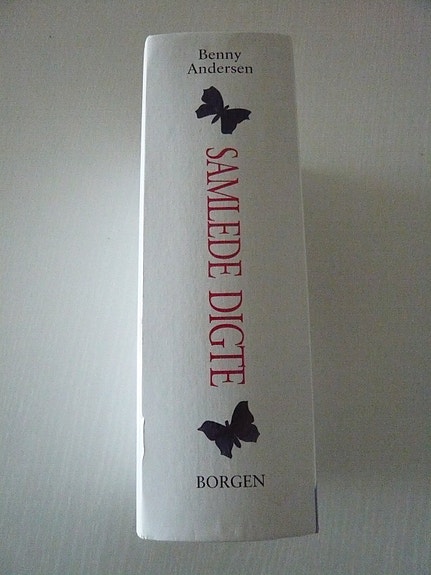 Benny
Andersen
SAMLEDE DIGTE
BORGEN